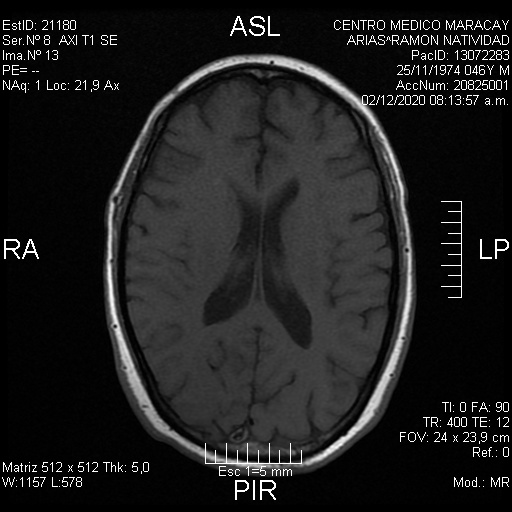 EstID: 21180
Ser.Nº 8 AXI T1 SE
Ima.Nº 13
PE= --
NAq: 1 Loc: 21,9 Ax
ASL
CENTRO MEDICO MARACAY
ARIAS^RAMON NATIVIDAD
PacID: 13072283
25/11/1974 046Y M
AccNum: 20825001
02/12/2020 08:13:57 a.m.
RA
LP
TI: 0 FA: 90
TR: 400 TE: 12
FOV: 24 x 23,9 cm
Ref.: 0
Mod.: MR
Matriz 512 x 512 Thk: 5,0
W:1157 L:578
Esc 1=5 mm
PIR